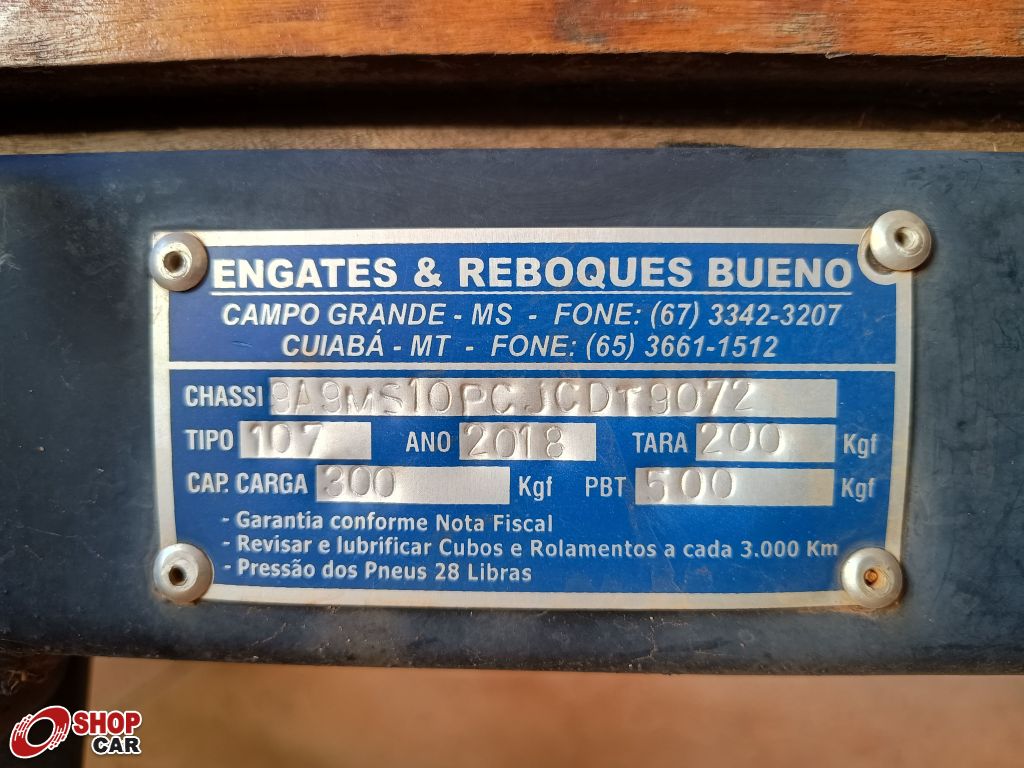 ENGATES & REBOQUES BUENO
CAMPO GRANDE - MS - FONE: (67) 3342-3207
CUIABÁ - MT - FONE: (65) 3661-1512
CHASSI 9A9MS10PCJCDT9072
TIPO 107 ANO 2018 TARA 200 Kgf
CAP. CARGA 300 Kgf PBT 500 Kgf
- Garantia conforme Nota Fiscal
- Revisar e lubrificar Cubos e Rolamentos a cada 3.000 Km
- Pressão dos Pneus 28 Libras
SHOP
CAR